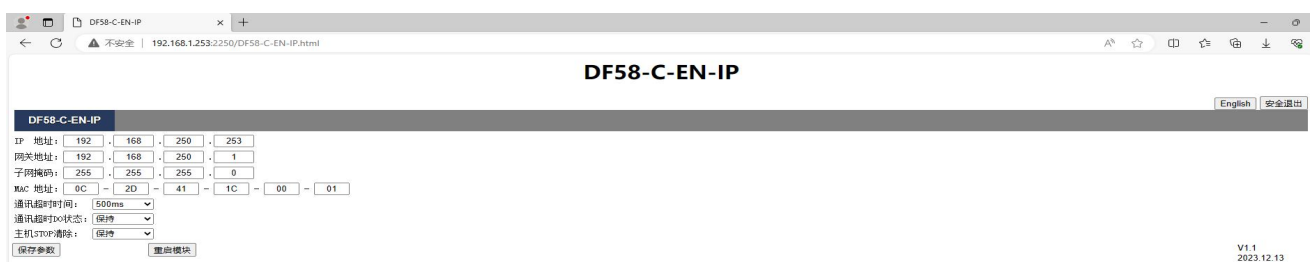 DF58-C-EN-IP
不安全 | 192.168.1.253:2250/DF58-C-EN-IP.html
DF58-C-EN-IP
English 安全退出
DF58-C-EN-IP
IP 地址: 192 . 168 . 250 . 253
网关地址: 192 . 168 . 250 . 1
子网掩码: 255 . 255 . 255 . 0
MAC 地址: 0C - 2D - 41 - 1C - 00 - 01
通讯超时时间: 500ms
通讯超时DO状态: 保持
主机STOP清除: 保持
保存参数 重启模块
V1.1
2023.12.13